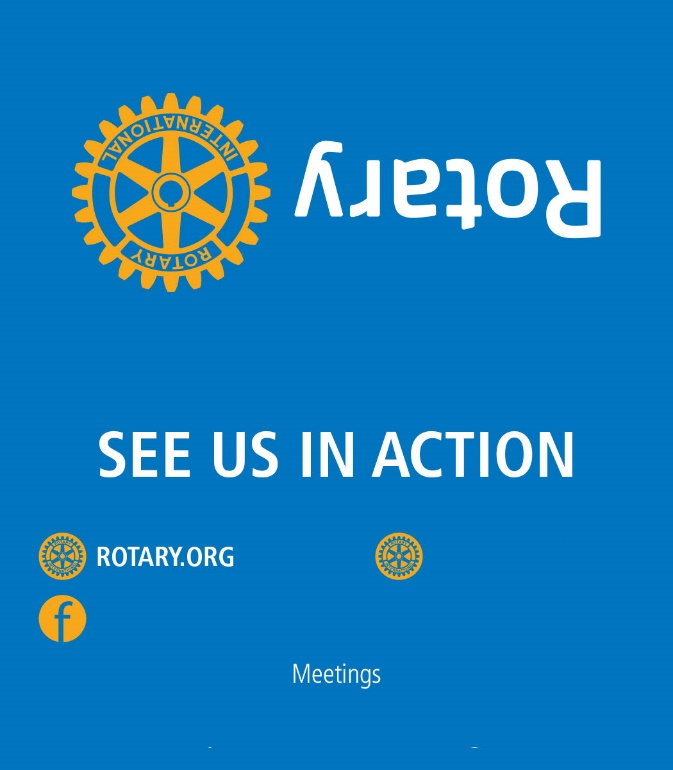 Rotary
ROTARY
INTERNATIONAL
SEE US IN ACTION
ROTARY.ORG
f
Meetings